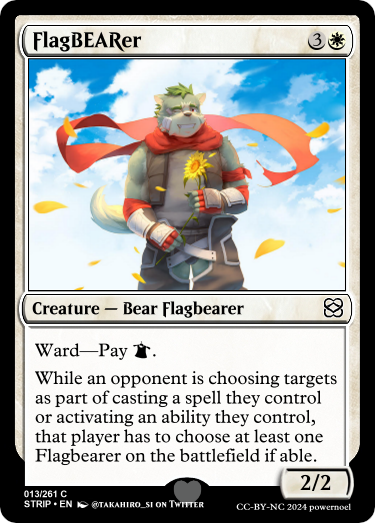 FlagBEARer
3
Creature — Bear Flagbearer
Ward—Pay .
While an opponent is choosing targets
as part of casting a spell they control
or activating an ability they control,
that player has to choose at least one
Flagbearer on the battlefield if able.
2/2
013/261 C
STRIP • EN @TAKAHIRO_SI ON TWITTER
CC-BY-NC 2024 powernoel